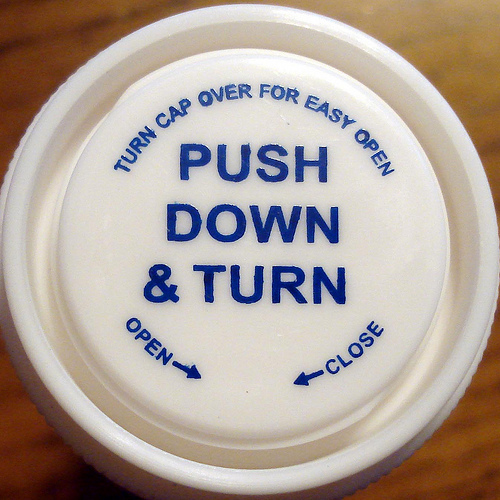 TURN CAP OVER FOR EASY OPEN
PUSH
DOWN
& TURN
OPEN→
←CLOSE